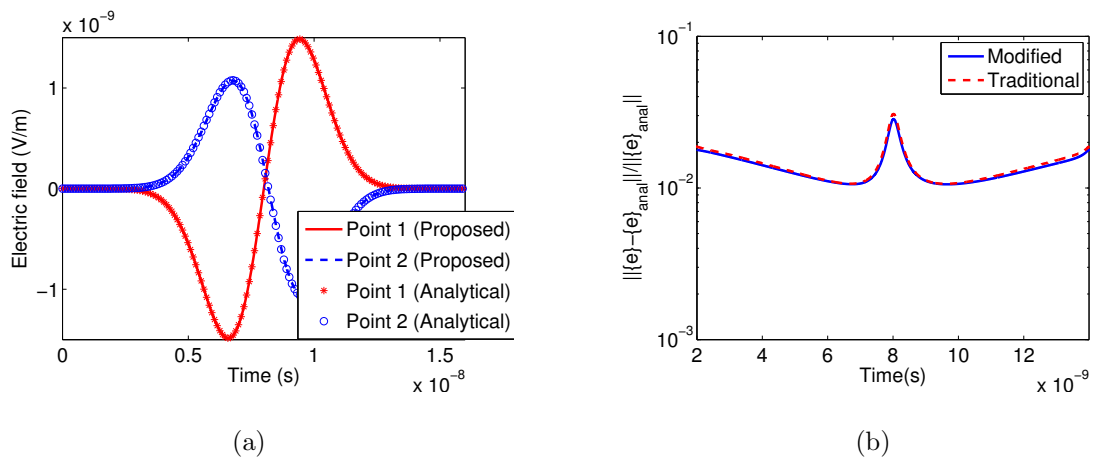 x 10⁻⁹
1
0
−1
Electric field (V/m)
Point 1 (Proposed)
Point 2 (Proposed)
Point 1 (Analytical)
Point 2 (Analytical)
0 0.5 1 1.5
Time (s)
x 10⁻⁸
(a)
10⁻¹
10⁻²
10⁻³
||{e}−{e}anal||/||{e}anal||
Modified
Traditional
2 4 6 8 10 12
Time(s)
x 10⁻⁹
(b)